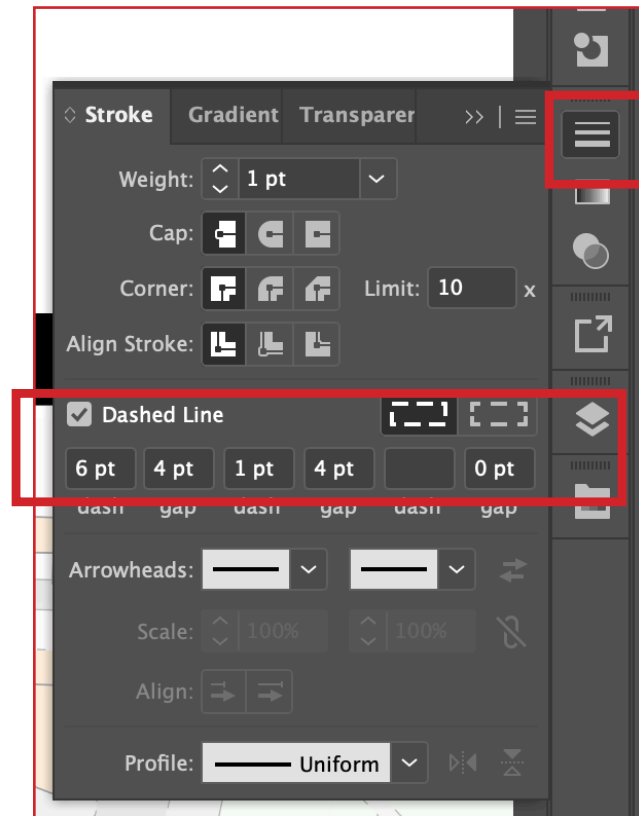 Stroke Gradient Transparer
Weight: 1 pt
Cap:
Corner: Limit: 10 x
Align Stroke:
Dashed Line
6 pt 4 pt 1 pt 4 pt 0 pt
dash gap dash gap dash gap
Arrowheads:
Scale: 100% 100%
Align:
Profile: Uniform